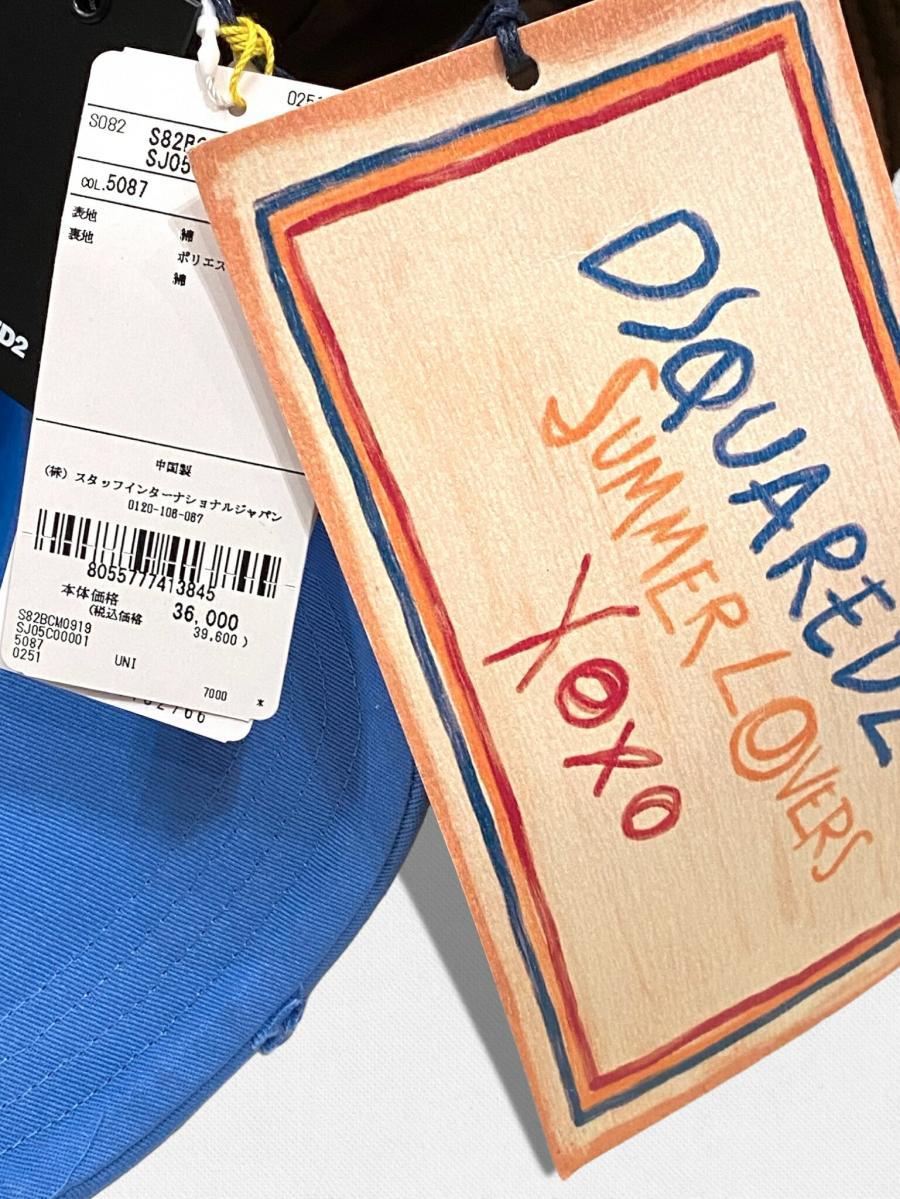 0251
S082
S82BC
SJ05
COL.5087
表地
綿
裏地
ポリエス
綿
中国製
(株) スタッフインターナショナルジャパン
0120-106-067
8055777413845
本体価格 36,000
(税込価格 39,600 )
S82BCM0919
SJ05C00001
5087
0251
UNI
7000 *
D2
DSQUARED2
SUMMER LOVERS
XOXO